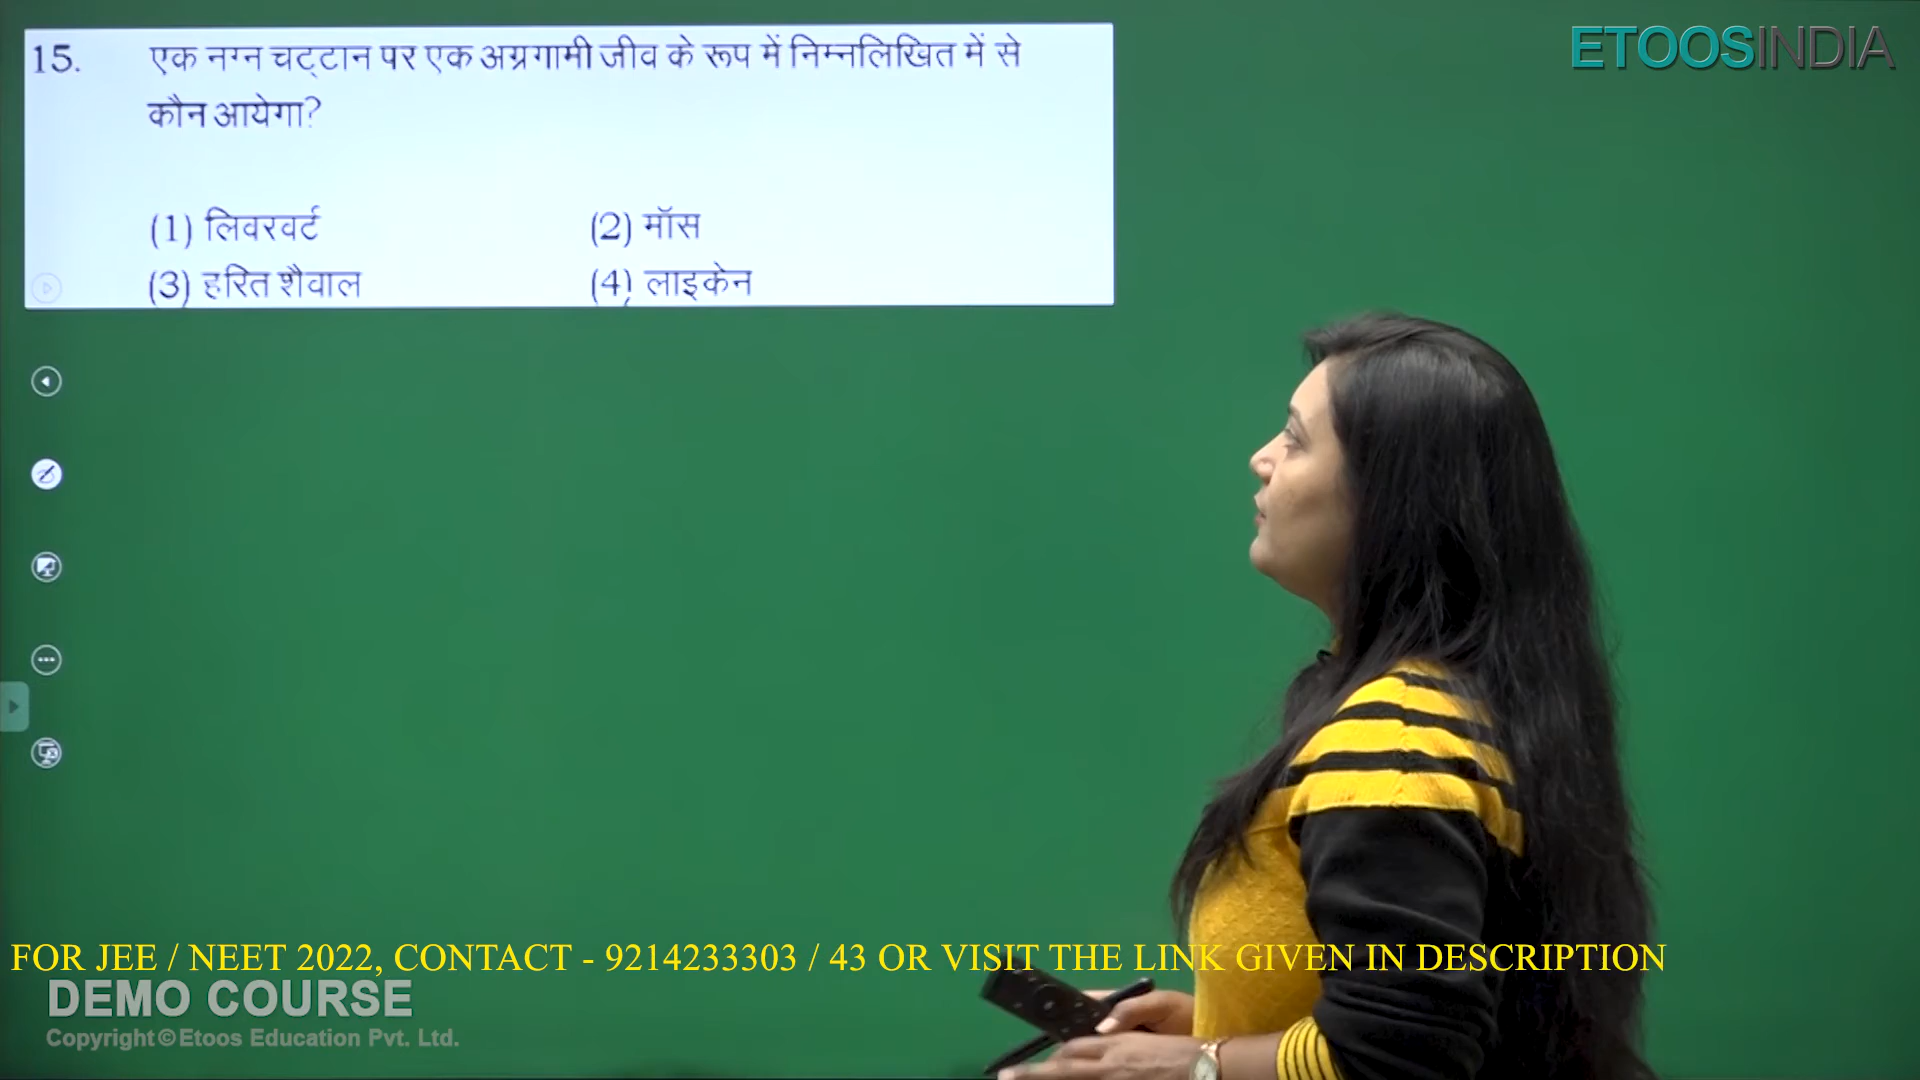 ETOOSINDIA
15. एक नग्न चट्टान पर एक अग्रगामी जीव के रूप में निम्नलिखित में से
कौन आयेगा?
(1) लिवरवर्ट (2) मॉस
(3) हरित शैवाल (4) लाइकेन
FOR JEE / NEET 2022, CONTACT - 9214233303 / 43 OR VISIT THE LINK GIVEN IN DESCRIPTION
DEMO COURSE
Copyright © Etoos Education Pvt. Ltd.